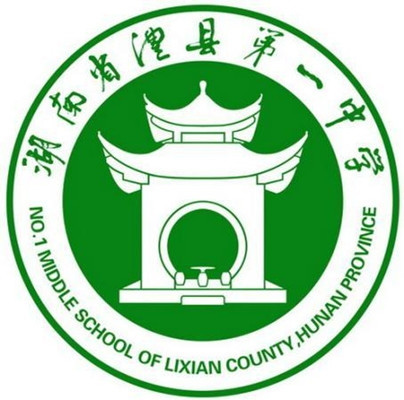 湖南省澧县第一中学
NO.1 MIDDLE SCHOOL OF LIXIAN COUNTY,HUNAN PROVINCE